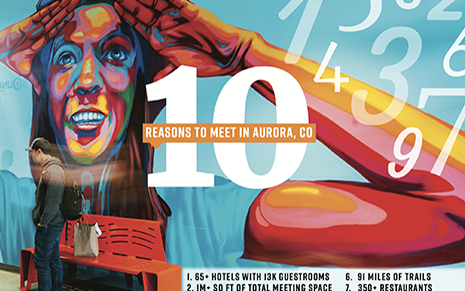 10
REASONS TO MEET IN AURORA, CO
1. 65+ HOTELS WITH 13K GUESTROOMS
2. 1M+ SQ FT OF TOTAL MEETING SPACE
6. 91 MILES OF TRAILS
7. 350+ RESTAURANTS